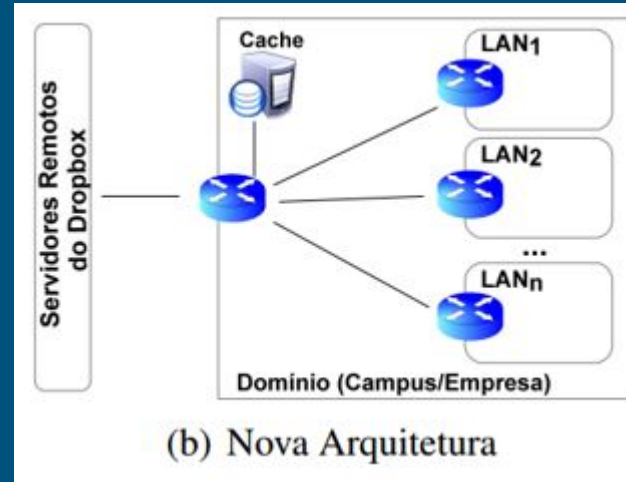 Servidores Remotos
do Dropbox
Cache
LAN1
LAN2
...
LANn
Domínio (Campus/Empresa)
(b) Nova Arquitetura